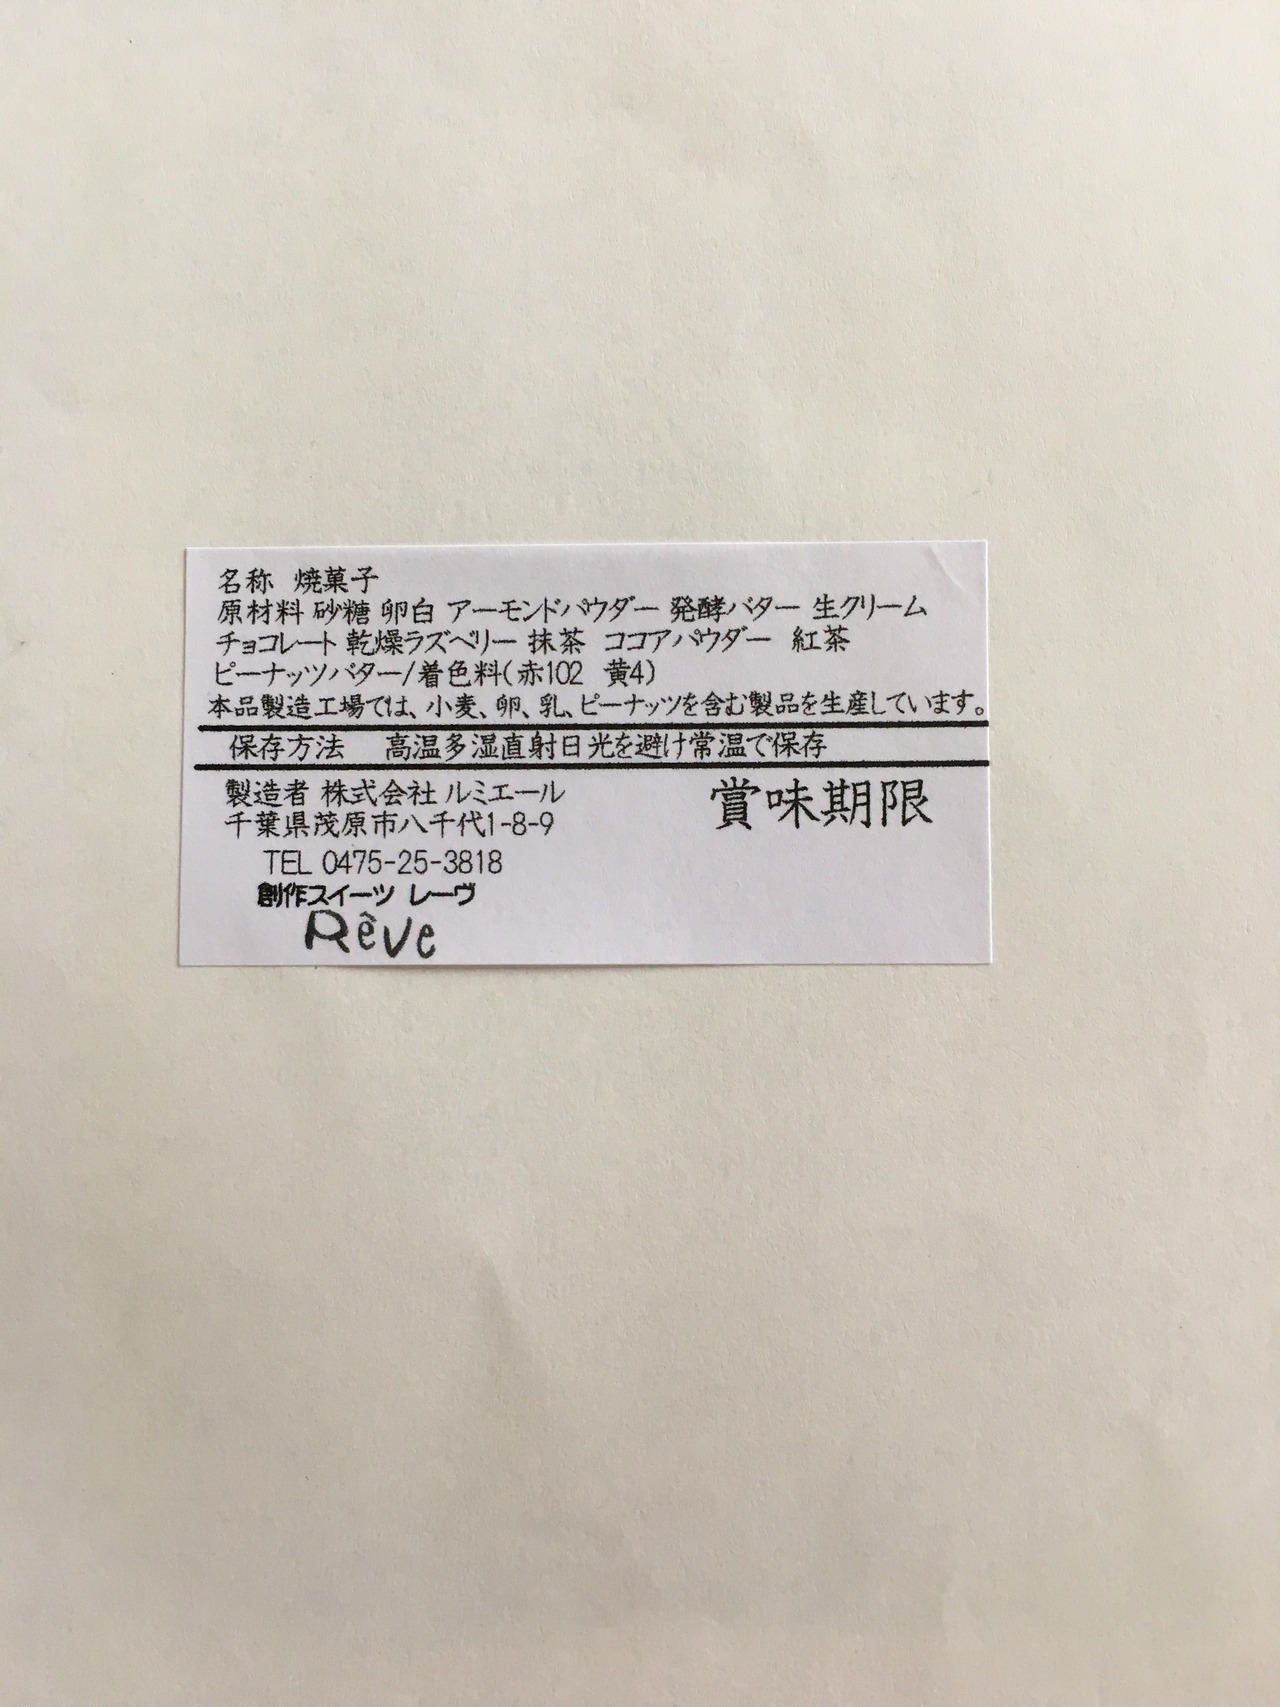 名称 焼菓子
原材料 砂糖 卵白 アーモンドパウダー 発酵バター 生クリーム
チョコレート 乾燥ラズベリー 抹茶 ココアパウダー 紅茶
ピーナッツバター/着色料(赤102 黄4)
本品製造工場では、小麦、卵、乳、ピーナッツを含む製品を生産しています。
保存方法 高温多湿直射日光を避け常温で保存
製造者 株式会社 ルミエール
賞味期限
千葉県茂原市八千代1-8-9
TEL 0475-25-3818
創作スイーツ レーヴ
Rêve